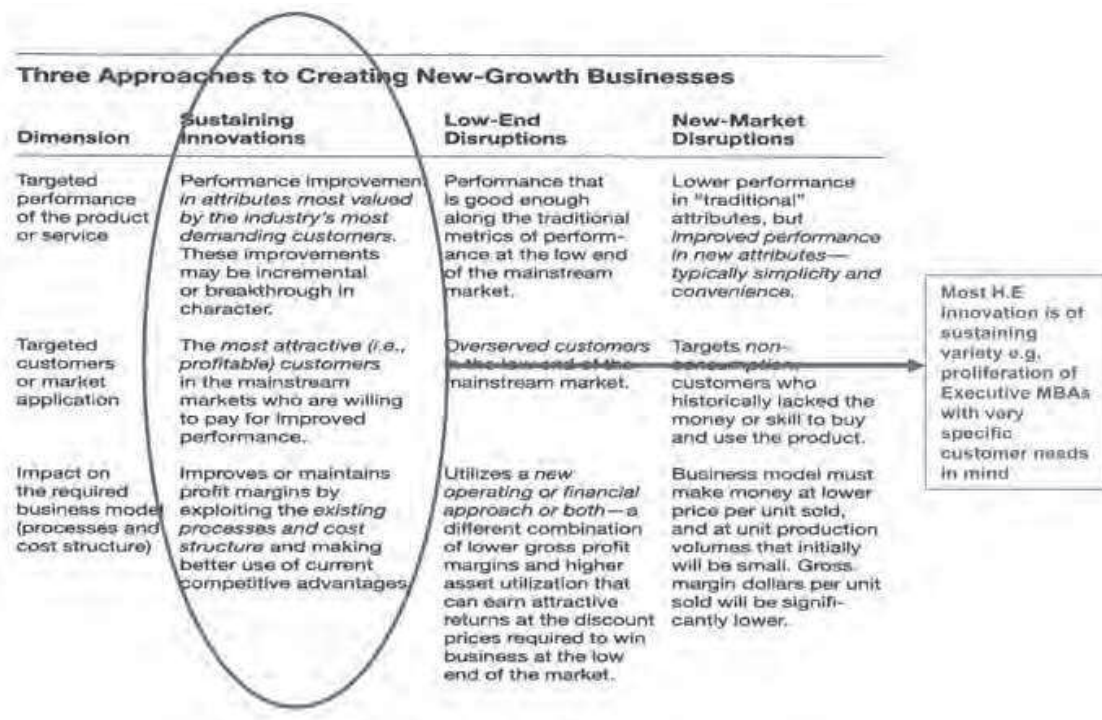 Three Approaches to Creating New-Growth Businesses
Dimension
Sustaining
Innovations
Low-End
Disruptions
New-Market
Disruptions
Targeted
performance
of the product
or service
Performance improvement
in attributes most valued
by the industry's most
demanding customers.
These improvements
may be incremental
or breakthrough in
character.
Performance that
is good enough
along the traditional
metrics of perform-
ance at the low end
of the mainstream
market.
Lower performance
in "traditional"
attributes, but
improved performance
in new attributes—
typically simplicity and
convenience.
Targeted
customers
or market
application
The most attractive (i.e.,
profitable) customers
in the mainstream
markets who are willing
to pay for improved
performance.
Overserved customers
in the low end of the
mainstream market.
Targets non-
consumption:
customers who
historically lacked the
money or skill to buy
and use the product.
Impact on
the required
business model
(processes and
cost structure)
Improves or maintains
profit margins by
exploiting the existing
processes and cost
structure and making
better use of current
competitive advantages.
Utilizes a new
operating or financial
approach or both—a
different combination
of lower gross profit
margins and higher
asset utilization that
can earn attractive
returns at the discount
prices required to win
business at the low
end of the market.
Business model must
make money at lower
price per unit sold,
and at unit production
volumes that initially
will be small. Gross
margin dollars per unit
sold will be signifi-
cantly lower.
Most H.E
innovation is of
sustaining
variety e.g.
proliferation of
Executive MBAs
with very
specific
customer needs
in mind